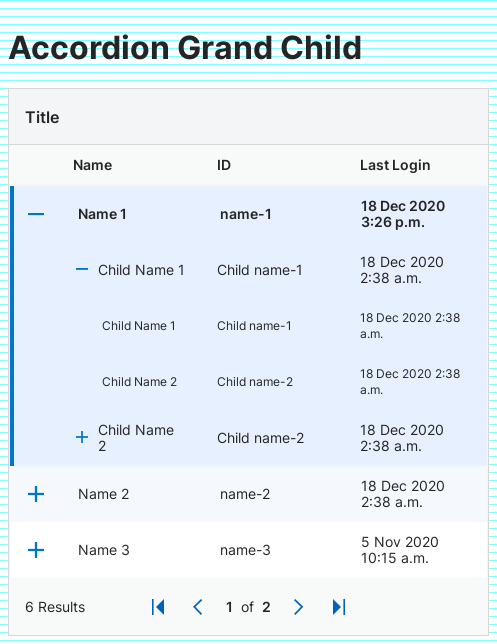 Accordion Grand Child
Title
Name ID Last Login
Name 1 name-1 18 Dec 2020
3:26 p.m.
Child Name 1 Child name-1 18 Dec 2020
2:38 a.m.
Child Name 1 Child name-1 18 Dec 2020 2:38
a.m.
Child Name 2 Child name-2 18 Dec 2020 2:38
a.m.
Child Name
2 Child name-2 18 Dec 2020
2:38 a.m.
Name 2 name-2 18 Dec 2020
2:38 a.m.
Name 3 name-3 5 Nov 2020
10:15 a.m.
6 Results 1 of 2